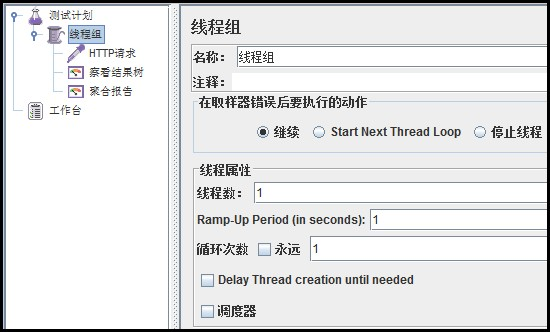 测试计划
线程组
HTTP请求
察看结果树
聚合报告
工作台
线程组
名称: 线程组
注释:
在取样器错误后要执行的动作
继续 Start Next Thread Loop 停止线程
线程属性
线程数: 1
Ramp-Up Period (in seconds): 1
循环次数 永远 1
Delay Thread creation until needed
调度器